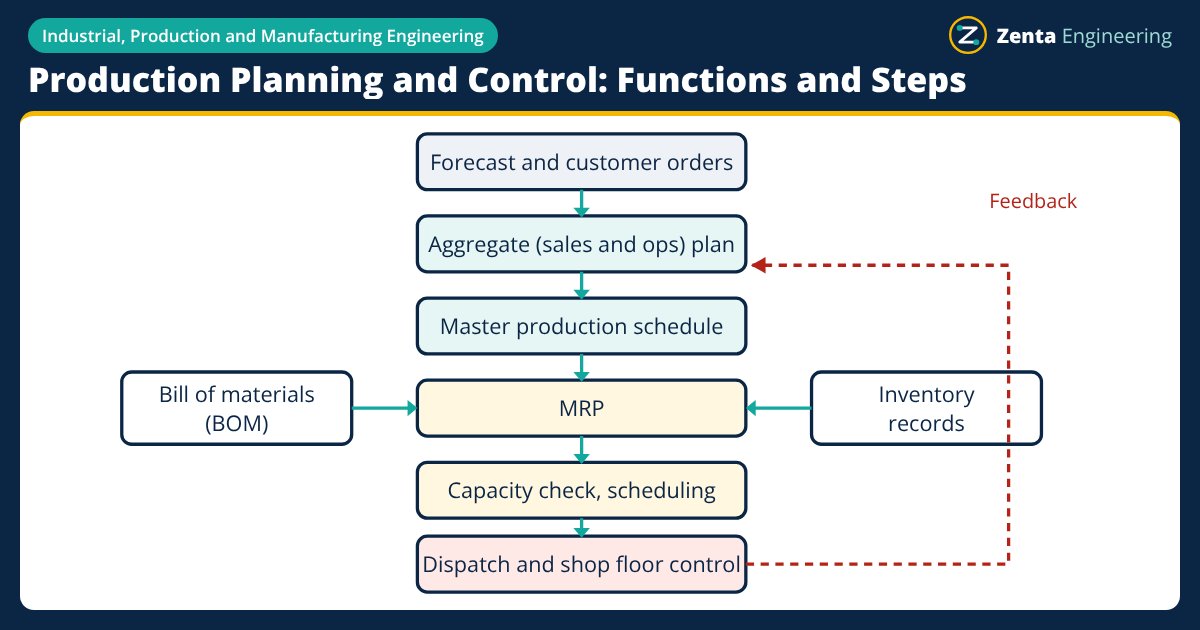 Industrial, Production and Manufacturing Engineering
Zenta Engineering
Production Planning and Control: Functions and Steps
Forecast and customer orders
Feedback
Aggregate (sales and ops) plan
Master production schedule
Bill of materials
(BOM)
MRP
Inventory
records
Capacity check, scheduling
Dispatch and shop floor control